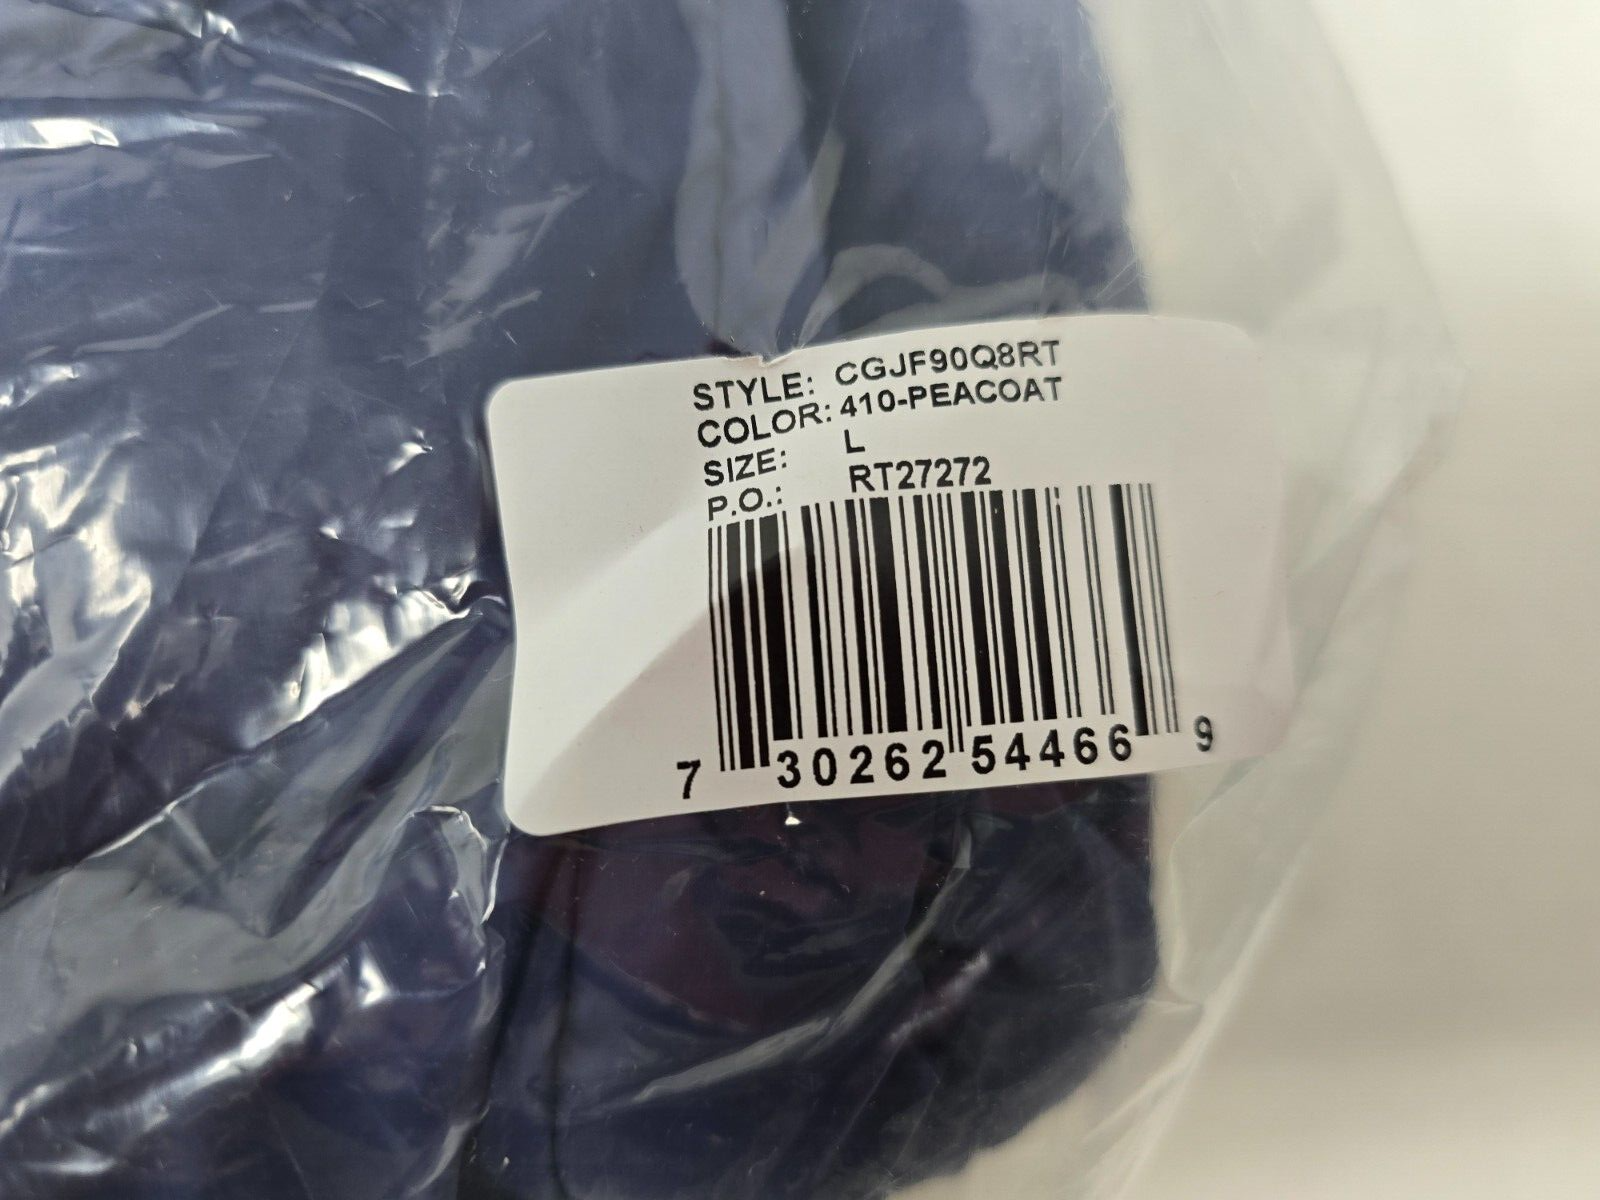 STYLE: CGJF90Q8RT
COLOR: 410-PEACOAT
SIZE: L
P.O.: RT27272
7 30262 54466 9